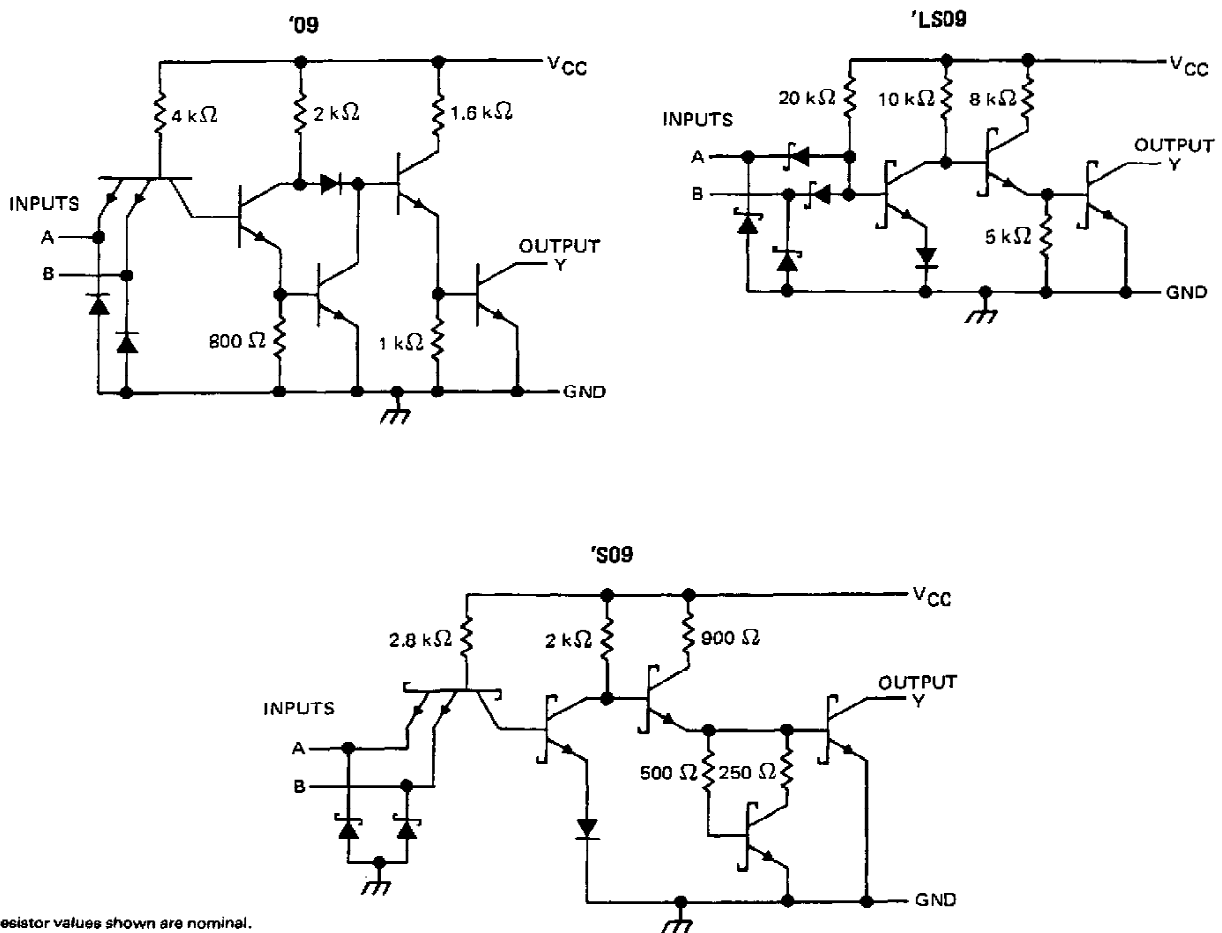 '09
VCC
4 kΩ
2 kΩ
1.6 kΩ
INPUTS
A
B
OUTPUT
Y
800 Ω
1 kΩ
GND
'LS09
VCC
20 kΩ
10 kΩ
8 kΩ
INPUTS
A
B
OUTPUT
Y
5 kΩ
GND
'S09
VCC
2.8 kΩ
2 kΩ
900 Ω
INPUTS
A
B
OUTPUT
Y
500 Ω
250 Ω
GND
esistor values shown are nominal.